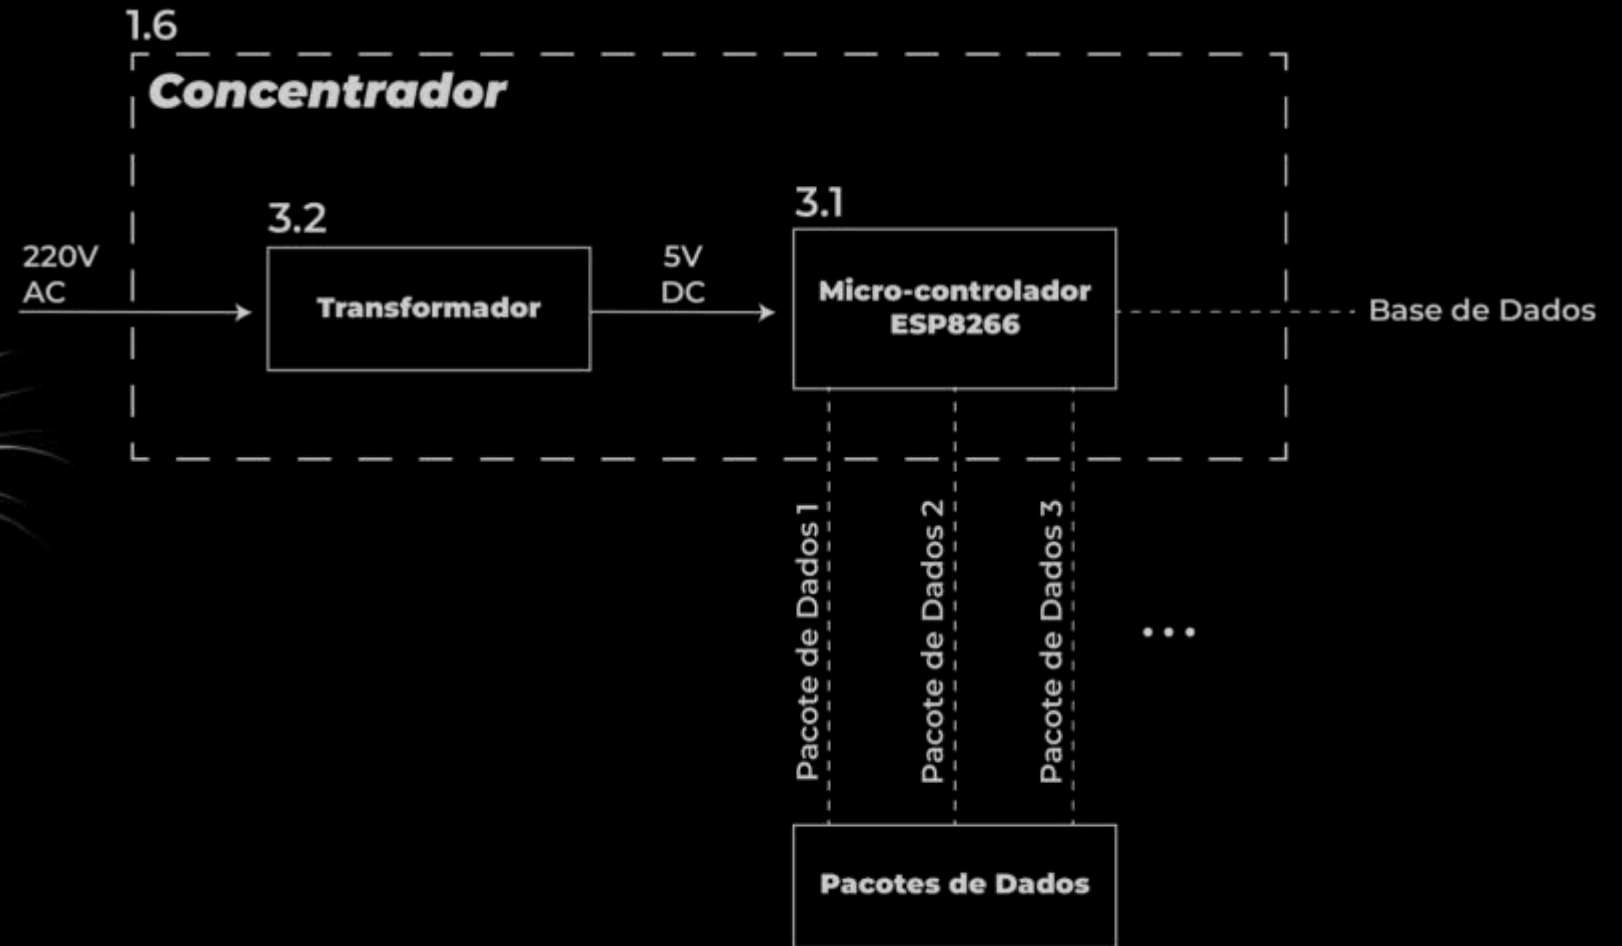 1.6
Concentrador
3.2
3.1
220V
AC
Transformador
5V
DC
Micro-controlador
ESP8266
Base de Dados
Pacote de Dados 1
Pacote de Dados 2
Pacote de Dados 3
...
Pacotes de Dados